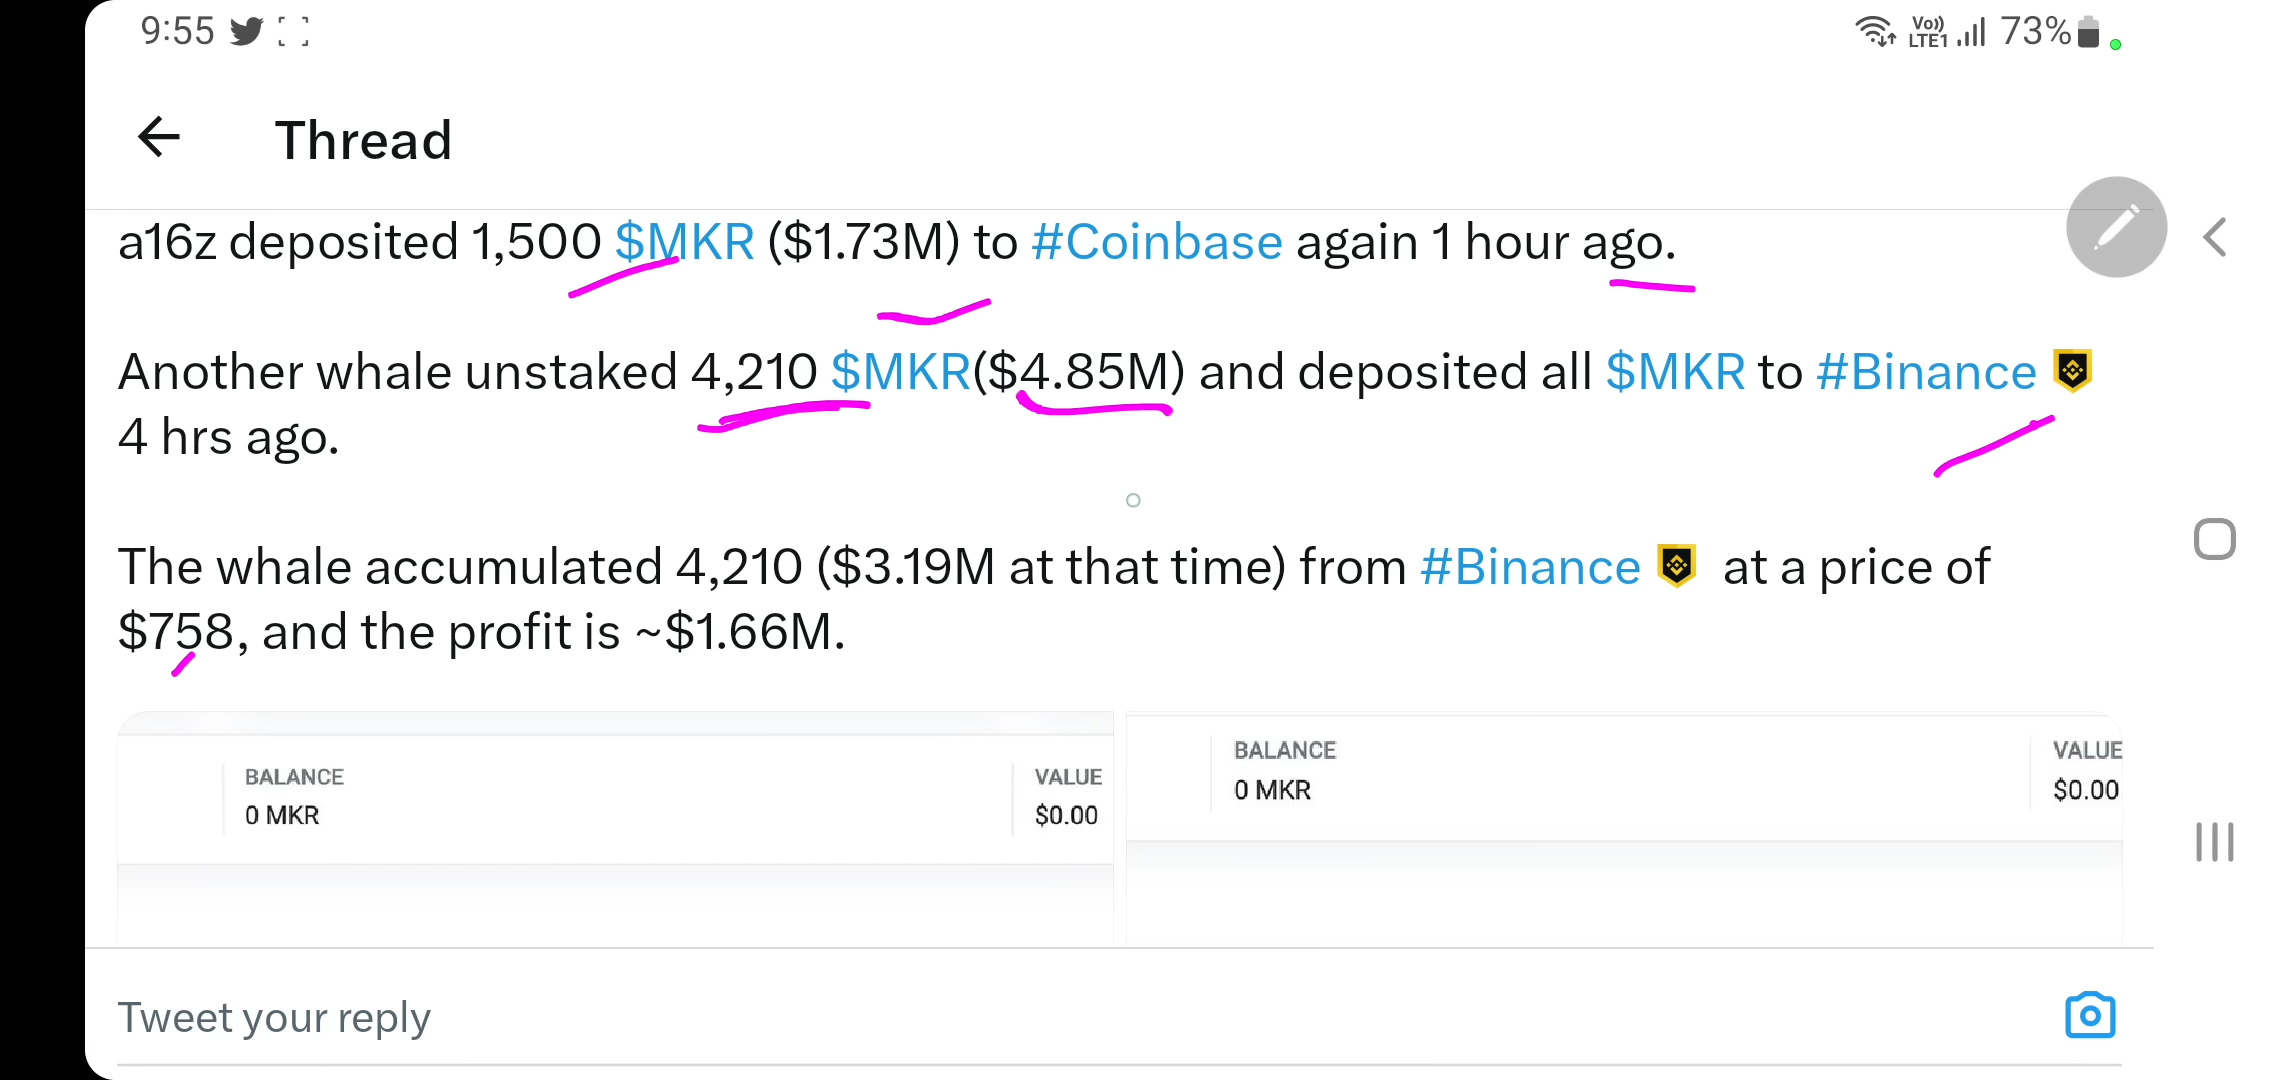 9:55
Vo)) LTE1 73%
Thread
a16z deposited 1,500 $MKR ($1.73M) to #Coinbase again 1 hour ago.
Another whale unstaked 4,210 $MKR($4.85M) and deposited all $MKR to #Binance
4 hrs ago.
The whale accumulated 4,210 ($3.19M at that time) from #Binance at a price of
$758, and the profit is ~$1.66M.
BALANCE
0 MKR
VALUE
$0.00
BALANCE
0 MKR
VALUE
$0.00
Tweet your reply